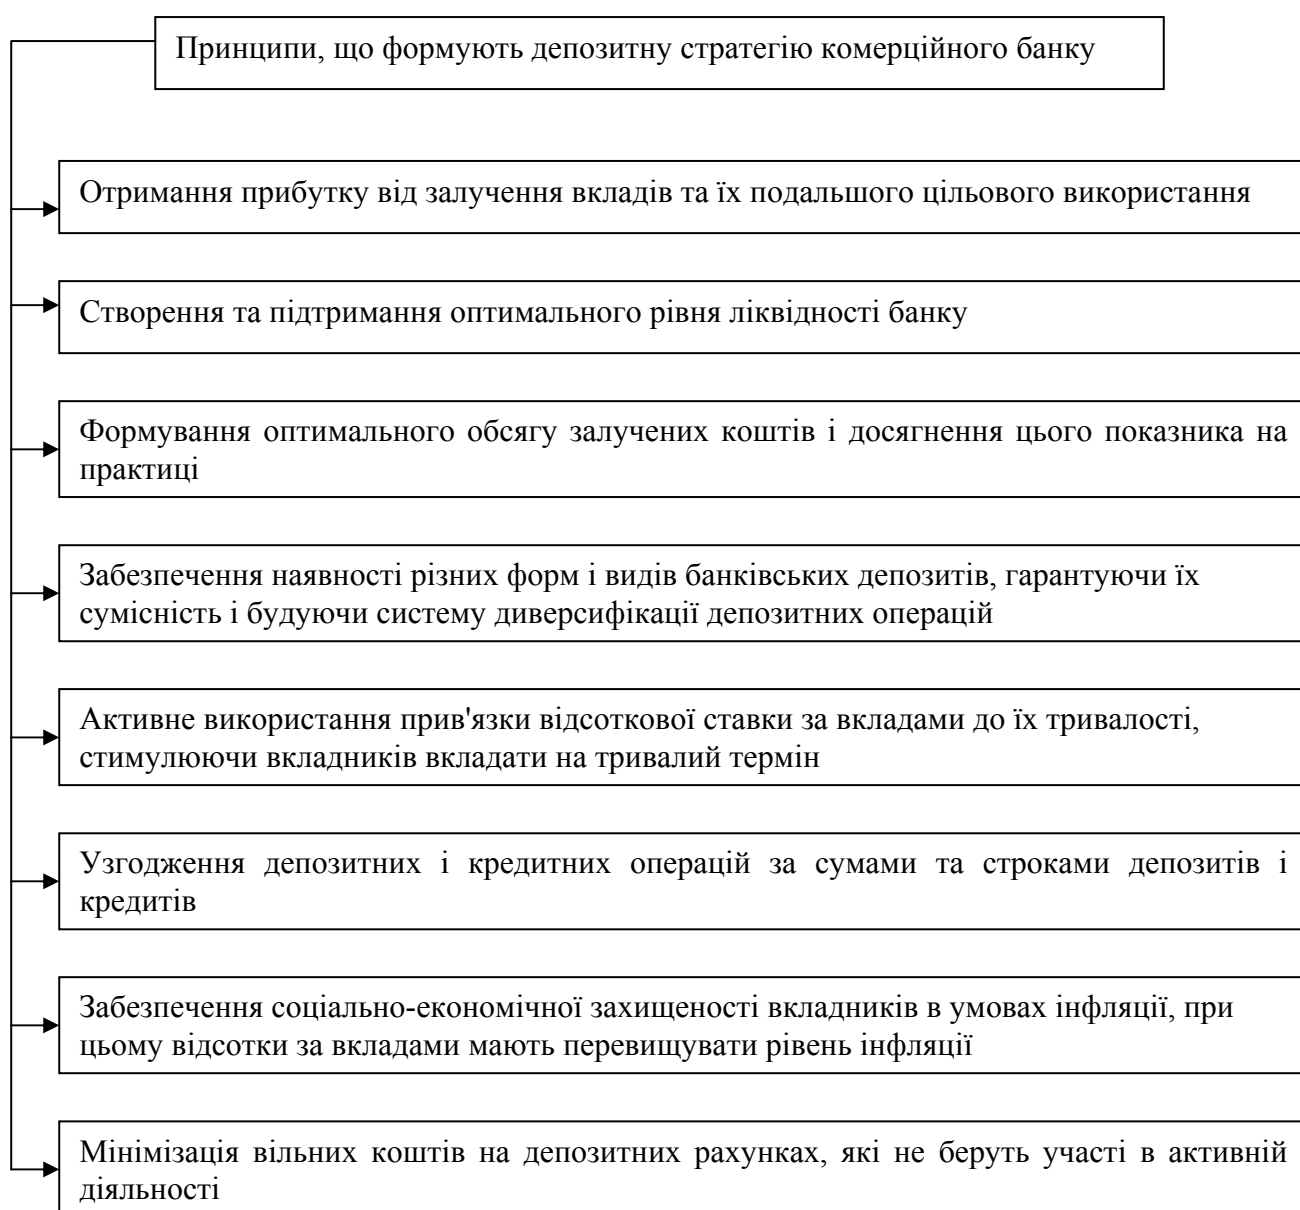 Принципи, що формують депозитну стратегію комерційного банку
Отримання прибутку від залучення вкладів та їх подальшого цільового використання
Створення та підтримання оптимального рівня ліквідності банку
Формування оптимального обсягу залучених коштів і досягнення цього показника на
практиці
Забезпечення наявності різних форм і видів банківських депозитів, гарантуючи їх
сумісність і будуючи систему диверсифікації депозитних операцій
Активне використання прив'язки відсоткової ставки за вкладами до їх тривалості,
стимулюючи вкладників вкладати на тривалий термін
Узгодження депозитних і кредитних операцій за сумами та строками депозитів і
кредитів
Забезпечення соціально-економічної захищеності вкладників в умовах інфляції, при
цьому відсотки за вкладами мають перевищувати рівень інфляції
Мінімізація вільних коштів на депозитних рахунках, які не беруть участі в активній
діяльності